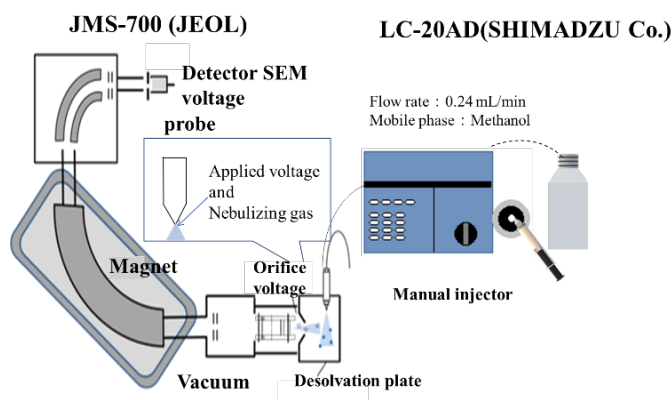 JMS-700 (JEOL)
LC-20AD(SHIMADZU Co.)
Detector SEM
voltage
probe
Flow rate：0.24 mL/min
Mobile phase：Methanol
Applied voltage
and
Nebulizing gas
Magnet
Orifice
voltage
Manual injector
Vacuum
Desolvation plate